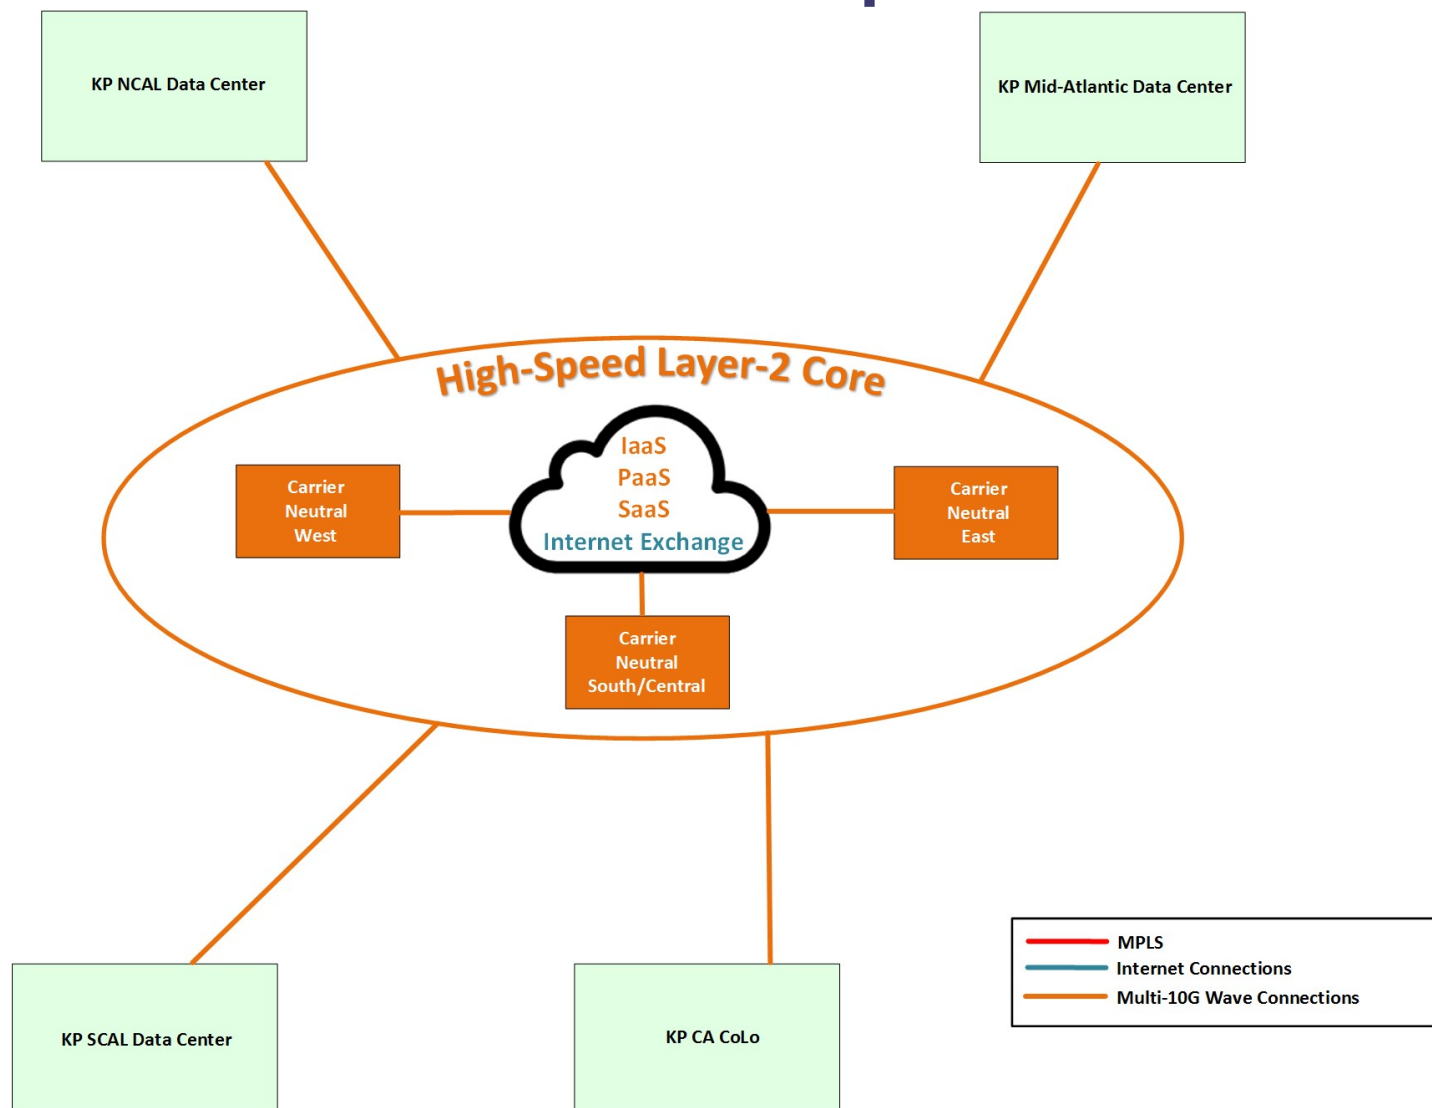 KP NCAL Data Center
KP Mid-Atlantic Data Center
High-Speed Layer-2 Core
IaaS
PaaS
SaaS
Internet Exchange
Carrier
Neutral
West
Carrier
Neutral
East
Carrier
Neutral
South/Central
KP SCAL Data Center
KP CA CoLo
MPLS
Internet Connections
Multi-10G Wave Connections